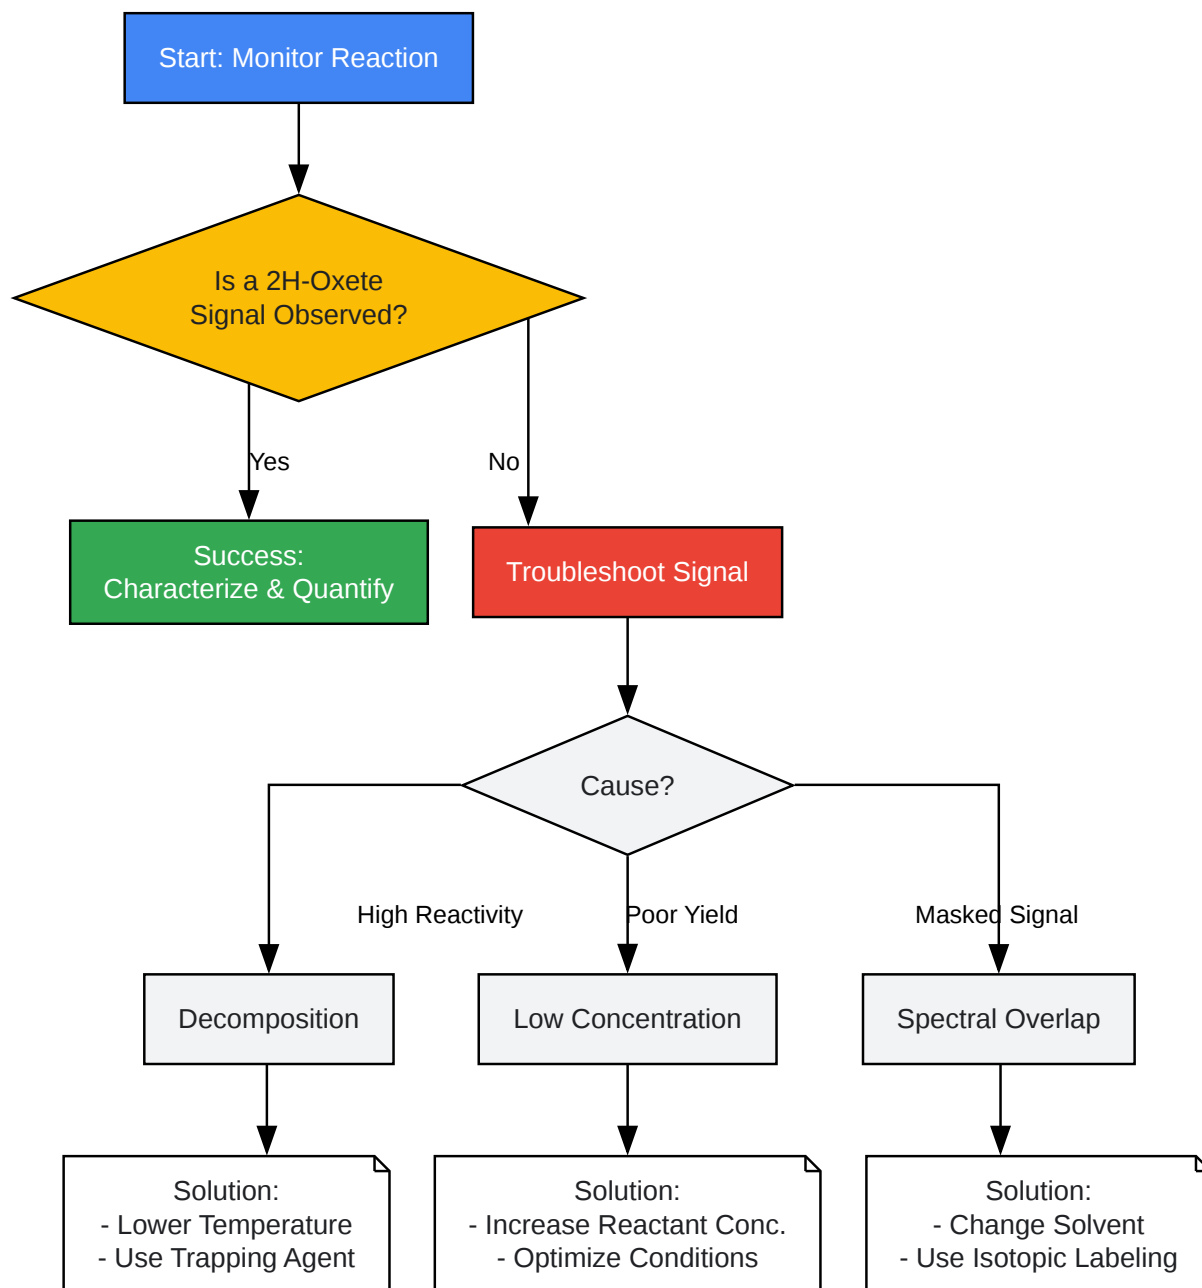 Start: Monitor Reaction
Is a 2H-Oxete
Signal Observed?
Yes
No
Success:
Characterize & Quantify
Troubleshoot Signal
Cause?
High Reactivity
Poor Yield
Masked Signal
Decomposition
Low Concentration
Spectral Overlap
Solution:
- Lower Temperature
- Use Trapping Agent
Solution:
- Increase Reactant Conc.
- Optimize Conditions
Solution:
- Change Solvent
- Use Isotopic Labeling